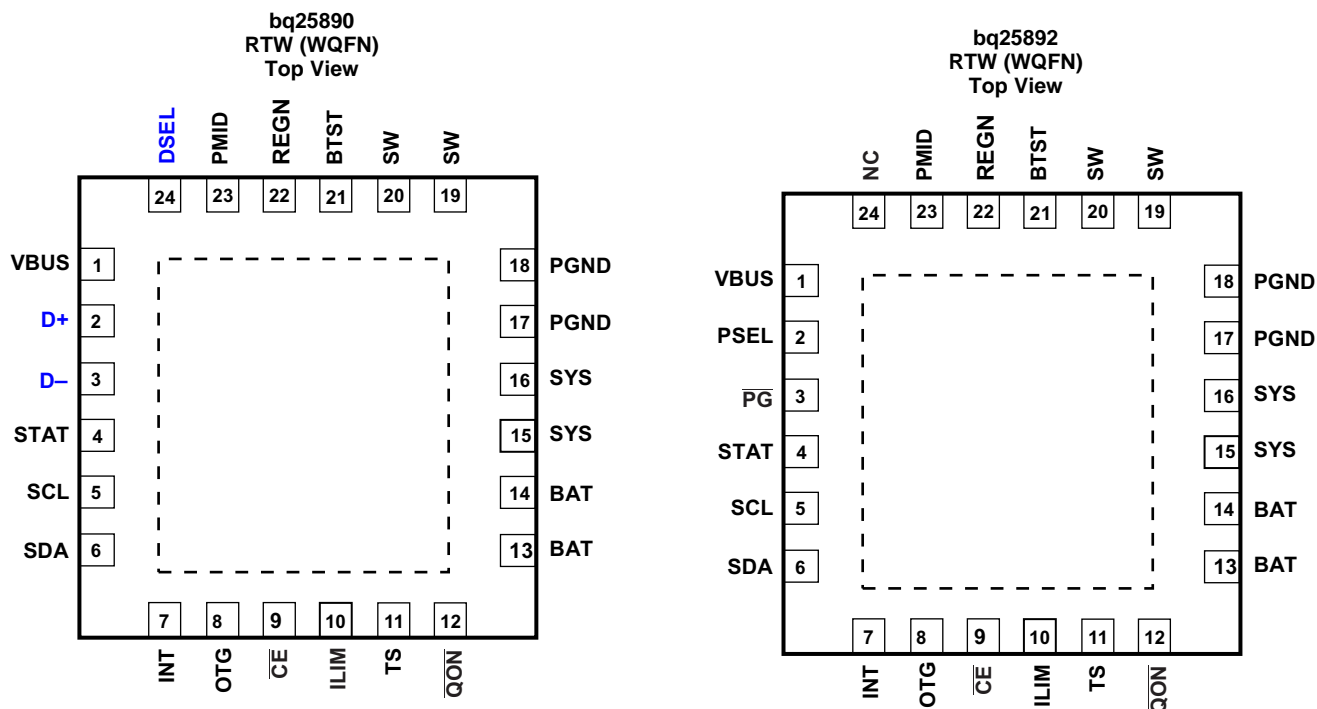 bq25890
RTW (WQFN)
Top View
DSEL
PMID
REGN
BTST
SW
SW
24
23
22
21
20
19
VBUS 1
D+ 2
D– 3
STAT 4
SCL 5
SDA 6
18 PGND
17 PGND
16 SYS
15 SYS
14 BAT
13 BAT
7
8
9
10
11
12
INT
OTG
C̅E̅
ILIM
TS
Q̅O̅N̅
bq25892
RTW (WQFN)
Top View
NC
PMID
REGN
BTST
SW
SW
24
23
22
21
20
19
VBUS 1
PSEL 2
P̅G̅ 3
STAT 4
SCL 5
SDA 6
18 PGND
17 PGND
16 SYS
15 SYS
14 BAT
13 BAT
7
8
9
10
11
12
INT
OTG
C̅E̅
ILIM
TS
Q̅O̅N̅